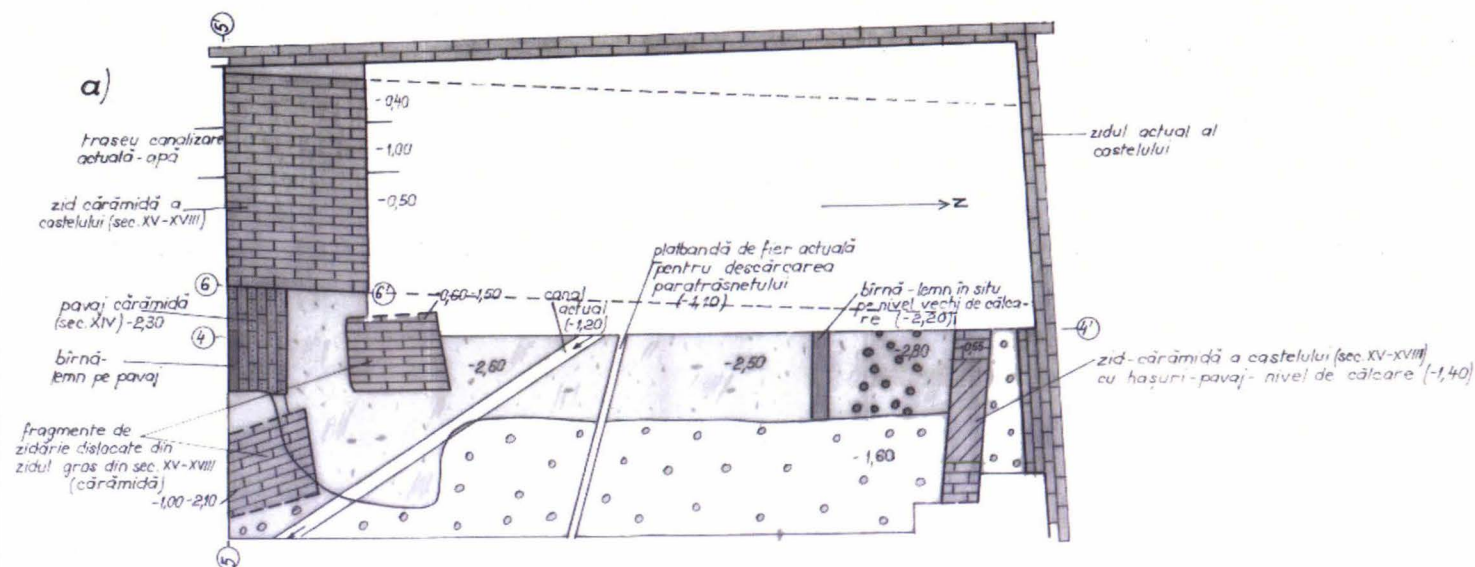 5'
a)
-0,40
traseu canalizare
actuală-apă
-1,00
zid cărămidă a
castelului (sec. XV-XVIII)
-0,50
zidul actual al
castelului
N
platbandă de fier actuală
pentru descărcarea
paratrăsnetului
(-1,10)
6
6'
-0,60-1,50
canal
actual
(-1,20)
bîrnă-lemn în situ
pe nivel vechi de călca-
re (-2,20)
pavaj cărămidă
(sec. XIV) -2,30
4
4'
bîrnă-
-lemn pe pavaj
-2,60
-2,50
-2,80
-0,55
zid-cărămidă a castelului (sec. XV-XVIII)
cu hașuri-pavaj-nivel de călcare (-1,40)
fragmente de
zidărie dislocate din
zidul gros din sec. XV-XVIII
(cărămidă)
-1,00-2,10
-1,60
5